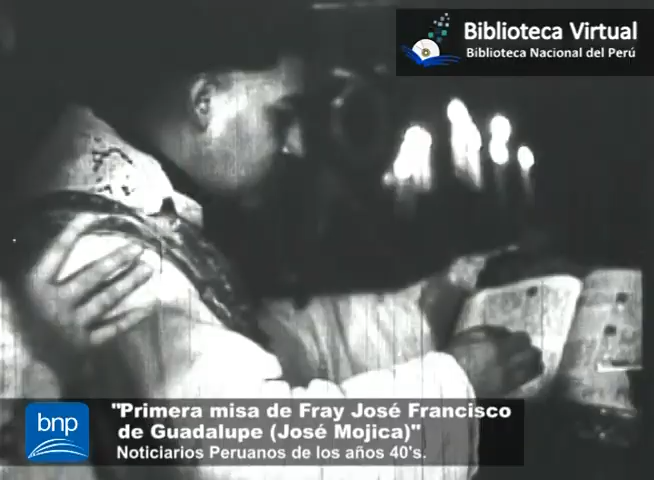 Biblioteca Virtual
Biblioteca Nacional del Perú
bnp
"Primera misa de Fray José Francisco
de Guadalupe (José Mojica)"
Noticiarios Peruanos de los años 40's.